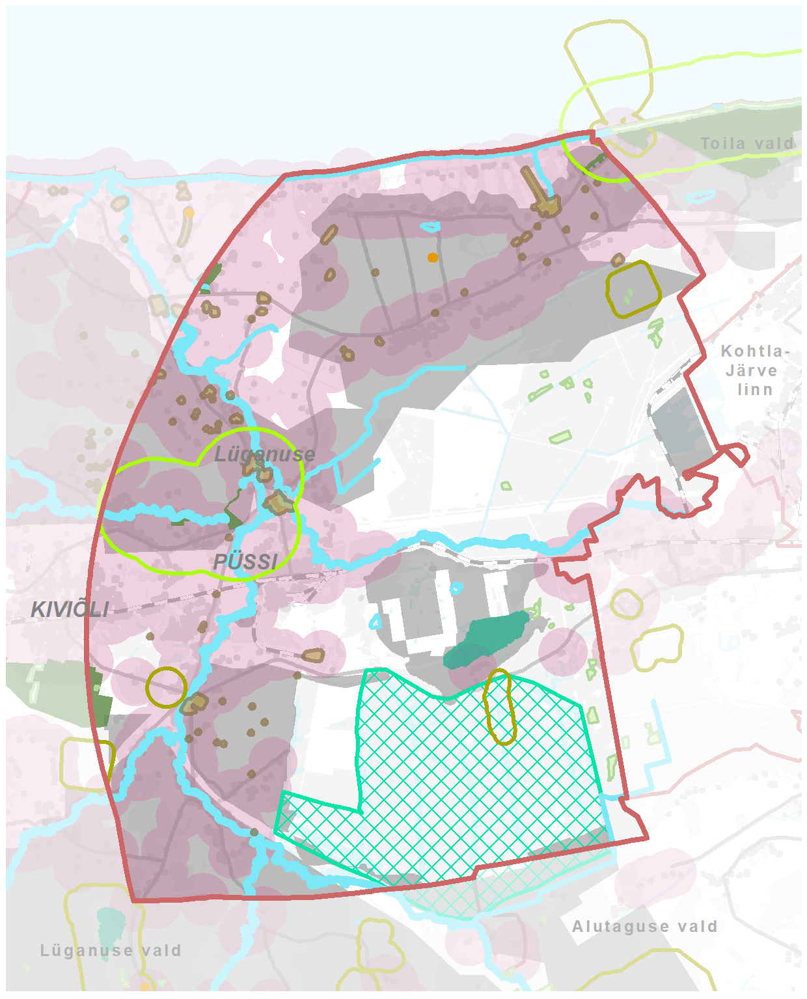 Toila vald
Kohtla-
Järve
linn
Lüganuse
PÜSSI
KIVIÕLI
Alutaguse vald
Lüganuse vald